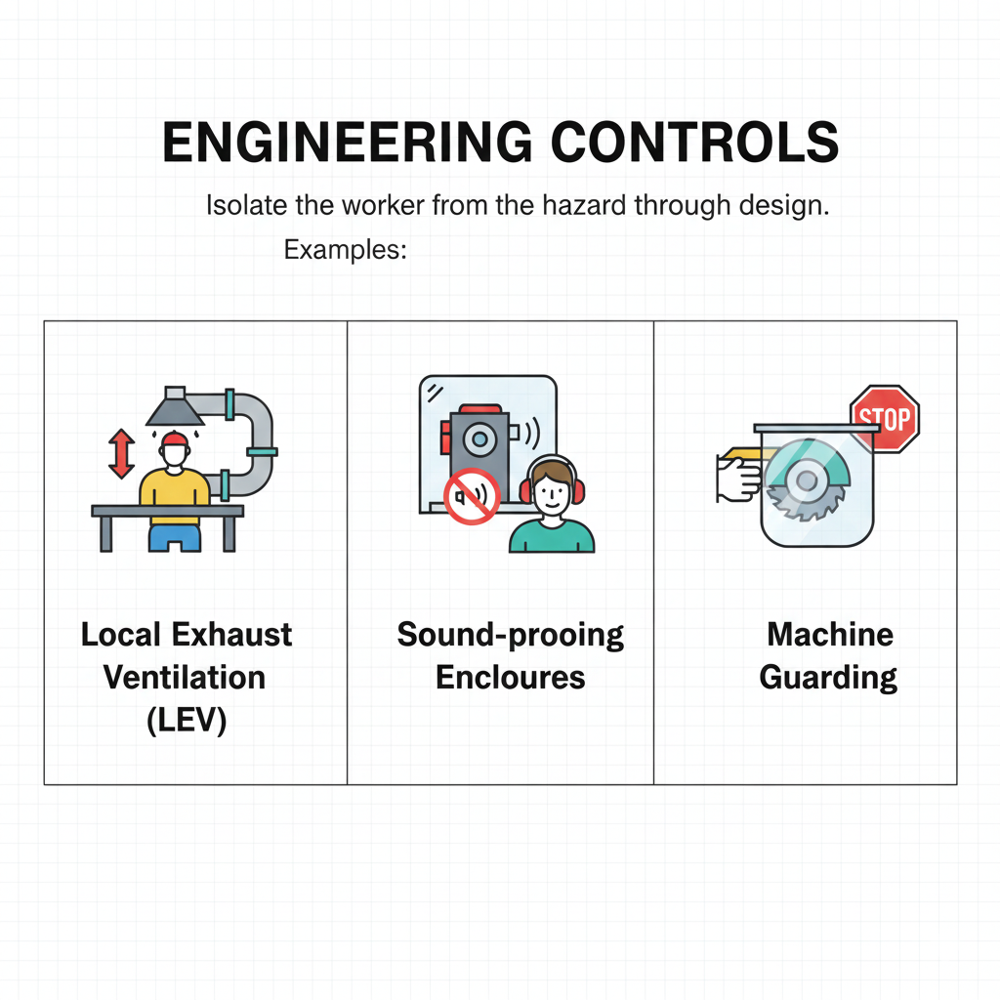 ENGINEERING CONTROLS
Isolate the worker from the hazard through design.
Examples:
STOP
Local Exhaust
Ventilation
(LEV)
Sound-prooing
Encloures
Machine
Guarding